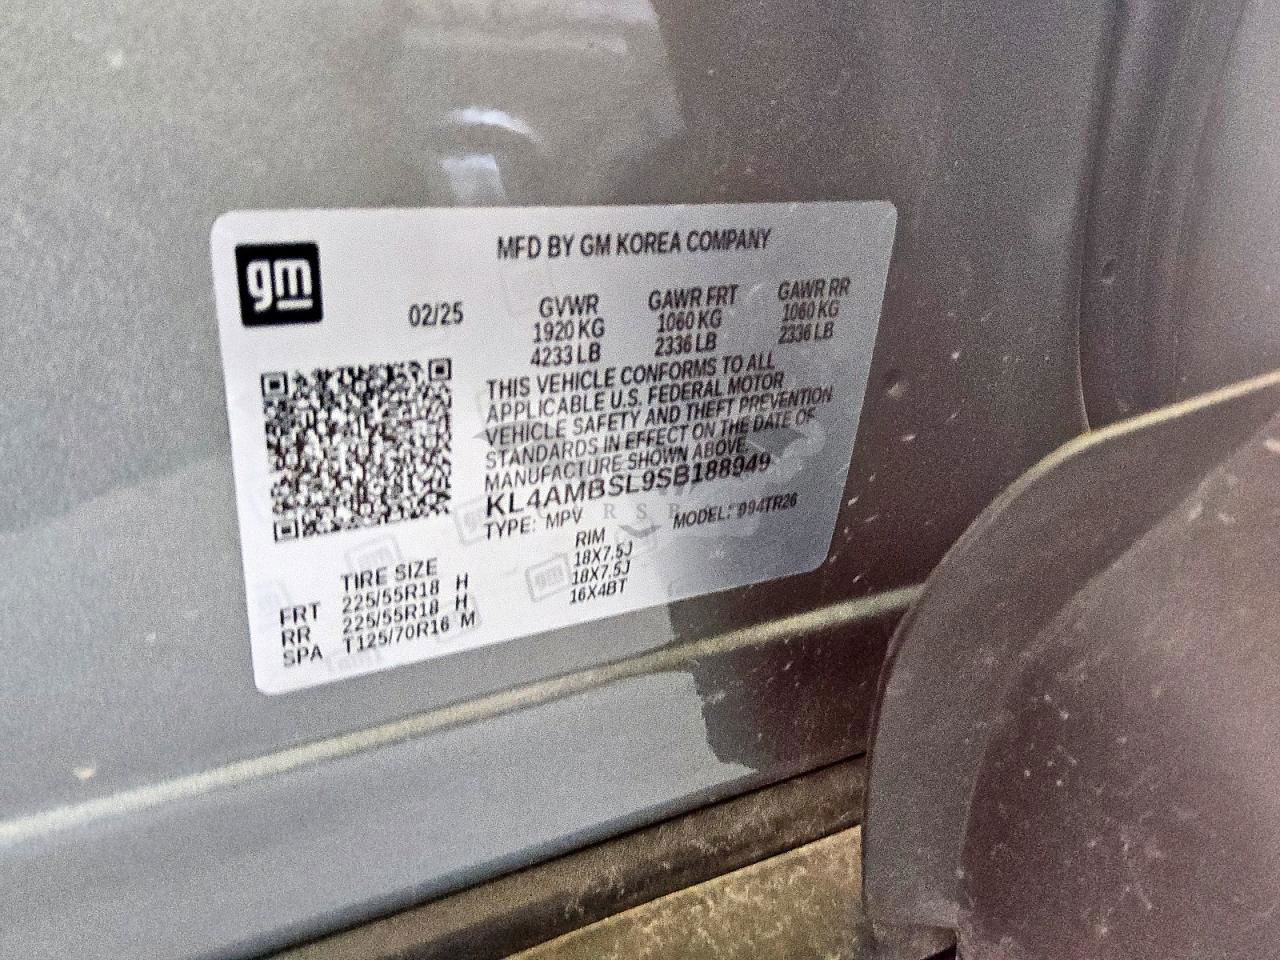 gm
MFD BY GM KOREA COMPANY
02/25
GVWR GAWR FRT GAWR RR
1920 KG 1060 KG 1060 KG
4233 LB 2336 LB 2336 LB
THIS VEHICLE CONFORMS TO ALL
APPLICABLE U.S. FEDERAL MOTOR
VEHICLE SAFETY AND THEFT PREVENTION
STANDARDS IN EFFECT ON THE DATE OF
MANUFACTURE SHOWN ABOVE.
KL4AMBSL9SB188949
TYPE: MPV MODEL: 994TR26
TIRE SIZE RIM
FRT 225/55R18 H 18X7.5J
RR 225/55R18 H 18X7.5J
SPA T125/70R16 M 16X4BT